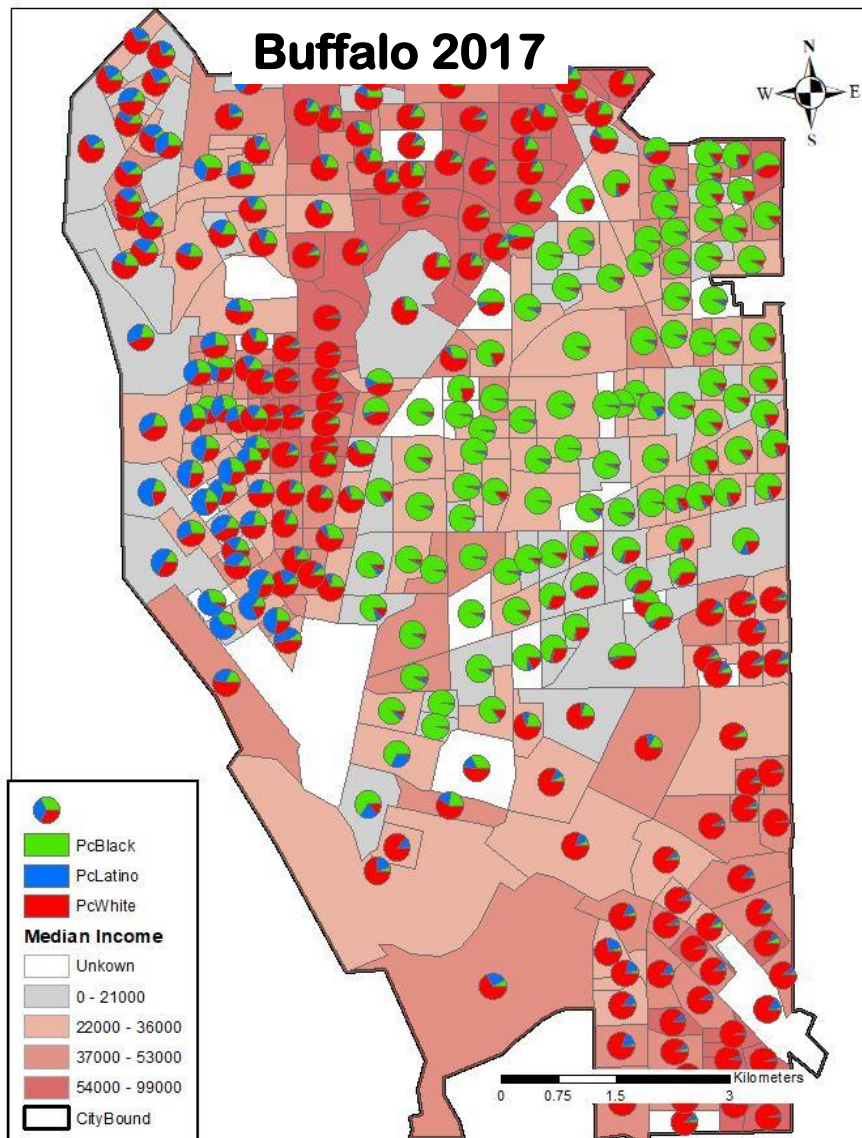 Buffalo 2017
N
W E
S
PcBlack
PcLatino
PcWhite
Median Income
Unkown
0 - 21000
22000 - 36000
37000 - 53000
54000 - 99000
CityBound
Kilometers
0 0.75 1.5 3